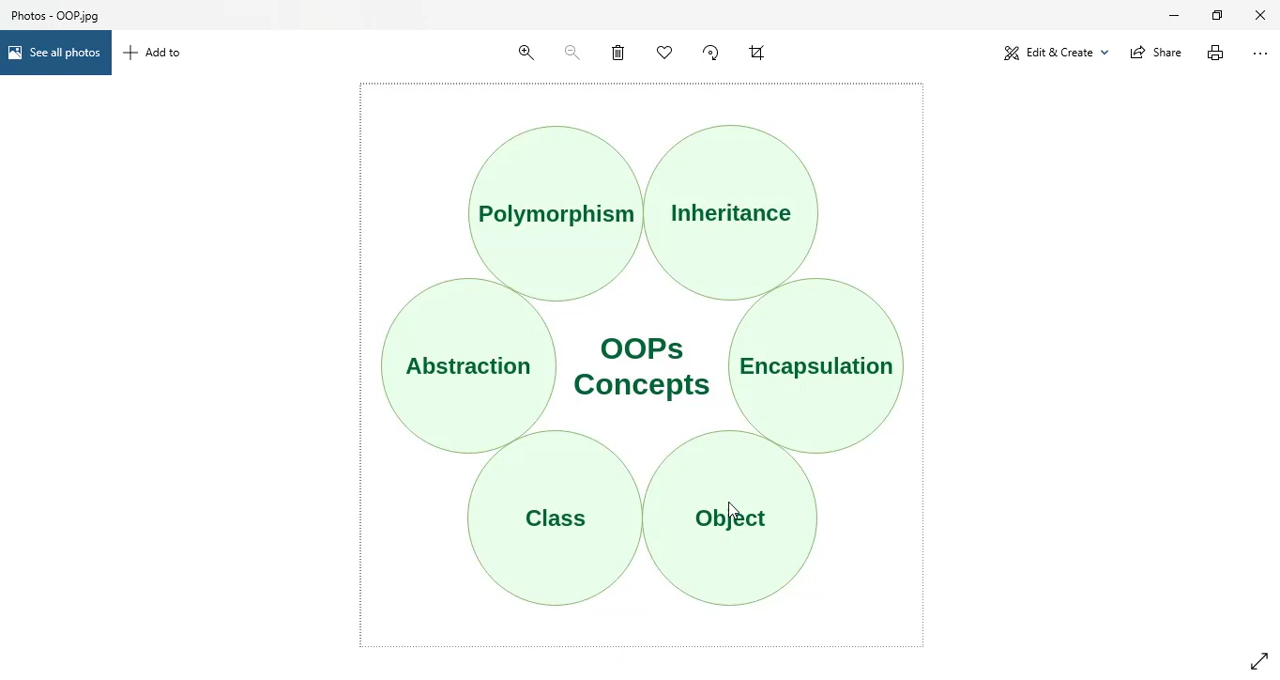 Photos - OOP.jpg
See all photos
Add to
Edit & Create
Share
Polymorphism
Inheritance
Abstraction
OOPs
Concepts
Encapsulation
Class
Object